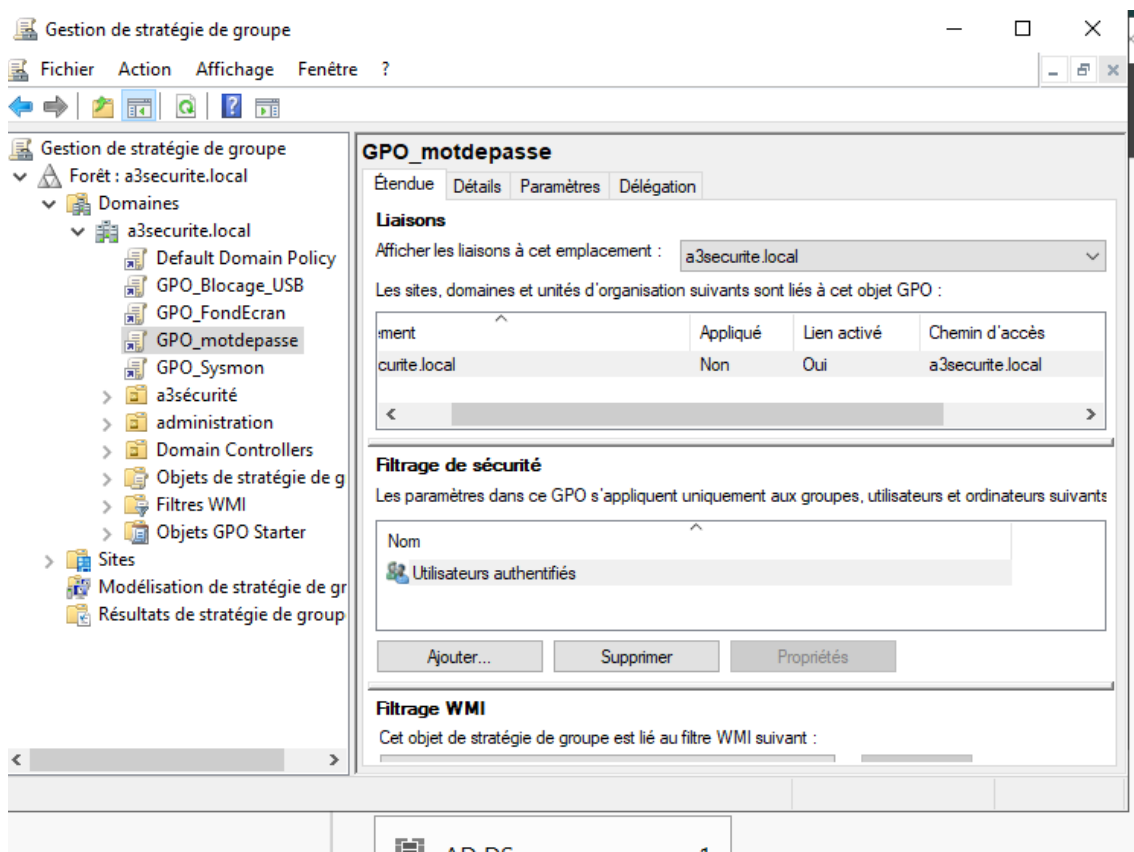 Gestion de stratégie de groupe
Fichier Action Affichage Fenêtre ?
Gestion de stratégie de groupe
Forêt : a3securite.local
Domaines
a3securite.local
Default Domain Policy
GPO_Blocage_USB
GPO_FondEcran
GPO_motdepasse
GPO_Sysmon
a3sécurité
administration
Domain Controllers
Objets de stratégie de g
Filtres WMI
Objets GPO Starter
Sites
Modélisation de stratégie de gr
Résultats de stratégie de group
GPO_motdepasse
Étendue Détails Paramètres Délégation
Liaisons
Afficher les liaisons à cet emplacement : a3securite.local
Les sites, domaines et unités d'organisation suivants sont liés à cet objet GPO :
ement Appliqué Lien activé Chemin d'accès
curite.local Non Oui a3securite.local
Filtrage de sécurité
Les paramètres dans ce GPO s'appliquent uniquement aux groupes, utilisateurs et ordinateurs suivants
Nom
Utilisateurs authentifiés
Ajouter... Supprimer Propriétés
Filtrage WMI
Cet objet de stratégie de groupe est lié au filtre WMI suivant :
AD DS 1